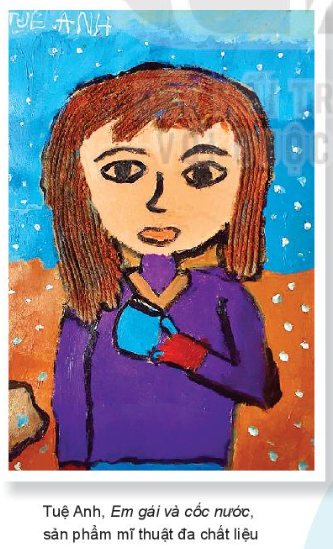 TUỆ ANH
Tuệ Anh, Em gái và cốc nước,
sản phẩm mĩ thuật đa chất liệu